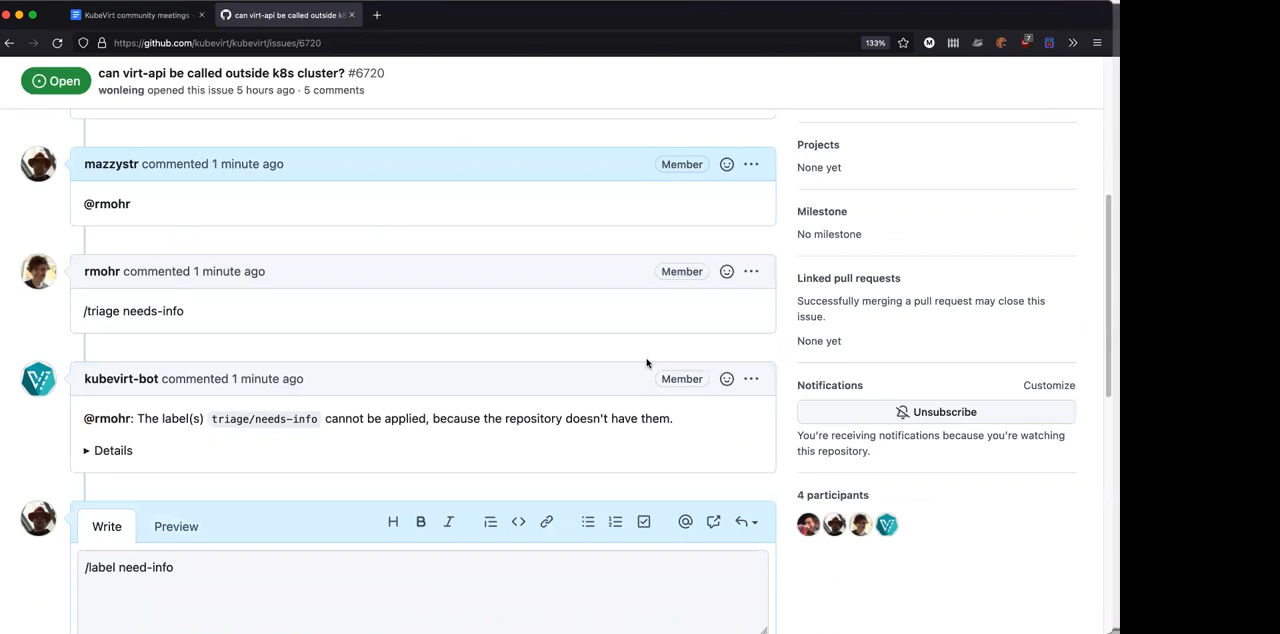 KubeVirt community meetings
can virt-api be called outside k8
https://github.com/kubevirt/kubevirt/issues/6720
133%
M
7
Open
can virt-api be called outside k8s cluster? #6720
wonleing opened this issue 5 hours ago · 5 comments
mazzystr commented 1 minute ago
Member
@rmohr
rmohr commented 1 minute ago
Member
/triage needs-info
kubevirt-bot commented 1 minute ago
Member
@rmohr: The label(s) triage/needs-info cannot be applied, because the repository doesn't have them.
Details
Write
Preview
/label need-info
Projects
None yet
Milestone
No milestone
Linked pull requests
Successfully merging a pull request may close this
issue.
None yet
Notifications
Customize
Unsubscribe
You're receiving notifications because you're watching
this repository.
4 participants